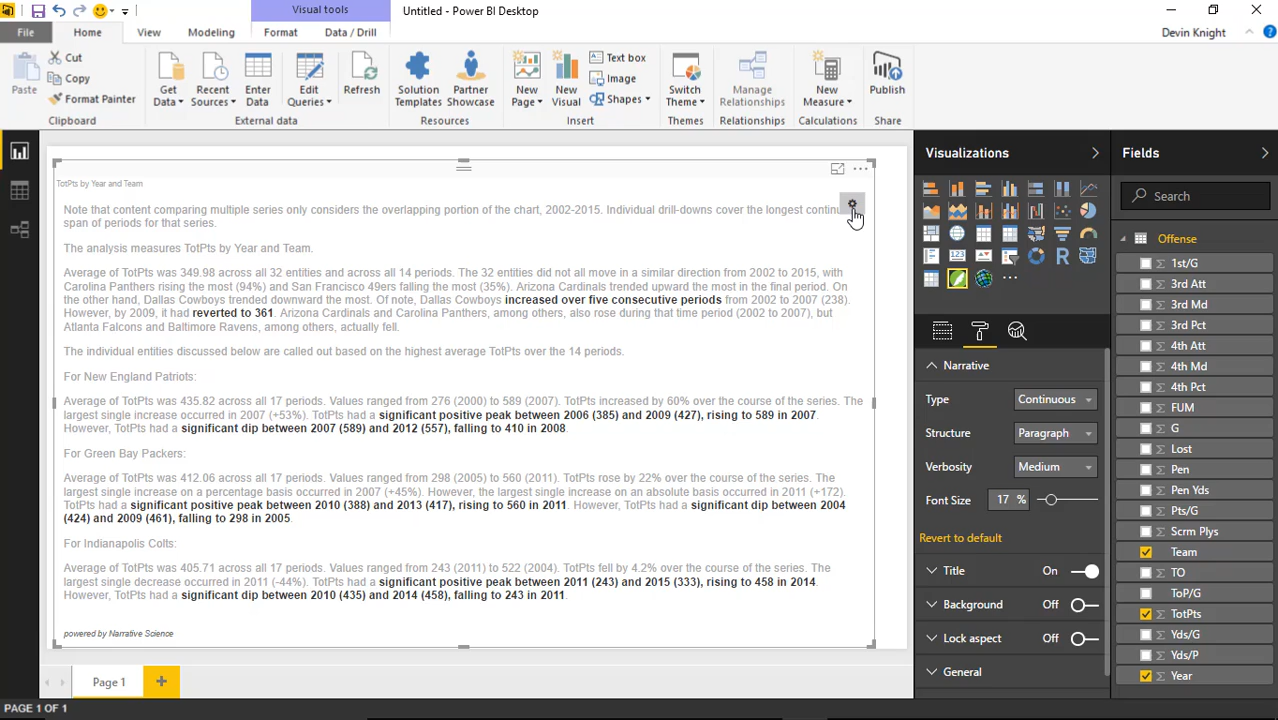 Visual tools
Untitled - Power BI Desktop
File
Home
View
Modeling
Format
Data / Drill
Devin Knight
Paste
Cut
Copy
Format Painter
Clipboard
Get Data
Recent Sources
Enter Data
Edit Queries
Refresh
External data
Solution Templates
Partner Showcase
Resources
New Page
New Visual
Text box
Image
Shapes
Insert
Switch Theme
Themes
Manage Relationships
Relationships
New Measure
Calculations
Publish
Share
TotPts by Year and Team
Note that content comparing multiple series only considers the overlapping portion of the chart, 2002-2015. Individual drill-downs cover the longest continu
span of periods for that series.
The analysis measures TotPts by Year and Team.
Average of TotPts was 349.98 across all 32 entities and across all 14 periods. The 32 entities did not all move in a similar direction from 2002 to 2015, with
Carolina Panthers rising the most (94%) and San Francisco 49ers falling the most (35%). Arizona Cardinals trended upward the most in the final period. On
the other hand, Dallas Cowboys trended downward the most. Of note, Dallas Cowboys increased over five consecutive periods from 2002 to 2007 (238).
However, by 2009, it had reverted to 361. Arizona Cardinals and Carolina Panthers, among others, also rose during that time period (2002 to 2007), but
Atlanta Falcons and Baltimore Ravens, among others, actually fell.
The individual entities discussed below are called out based on the highest average TotPts over the 14 periods.
For New England Patriots:
Average of TotPts was 435.82 across all 17 periods. Values ranged from 276 (2000) to 589 (2007). TotPts increased by 60% over the course of the series. The
largest single increase occurred in 2007 (+53%). TotPts had a significant positive peak between 2006 (385) and 2009 (427), rising to 589 in 2007.
However, TotPts had a significant dip between 2007 (589) and 2012 (557), falling to 410 in 2008.
For Green Bay Packers:
Average of TotPts was 412.06 across all 17 periods. Values ranged from 298 (2005) to 560 (2011). TotPts rose by 22% over the course of the series. The
largest single increase on a percentage basis occurred in 2007 (+45%). However, the largest single increase on an absolute basis occurred in 2011 (+172).
TotPts had a significant positive peak between 2010 (388) and 2013 (417), rising to 560 in 2011. However, TotPts had a significant dip between 2004
(424) and 2009 (461), falling to 298 in 2005.
For Indianapolis Colts:
Average of TotPts was 405.71 across all 17 periods. Values ranged from 243 (2011) to 522 (2004). TotPts fell by 4.2% over the course of the series. The
largest single decrease occurred in 2011 (-44%). TotPts had a significant positive peak between 2011 (243) and 2015 (333), rising to 458 in 2014.
However, TotPts had a significant dip between 2010 (435) and 2014 (458), falling to 243 in 2011.
powered by Narrative Science
Visualizations
R
Narrative
Type Continuous
Structure Paragraph
Verbosity Medium
Font Size 17 %
Revert to default
Title On
Background Off
Lock aspect Off
General
Fields
Search
Offense
1st/G
3rd Att
3rd Md
3rd Pct
4th Att
4th Md
4th Pct
FUM
G
Lost
Pen
Pen Yds
Pts/G
Scrm Plys
Team
TO
ToP/G
TotPts
Yds/G
Yds/P
Year
Page 1
PAGE 1 OF 1